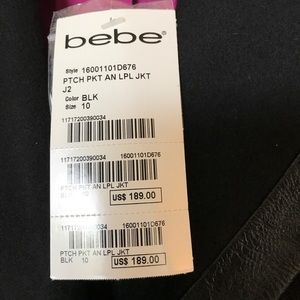 bebe®
Style 16001101D676
PTCH PKT AN LPL JKT
J2
Color BLK
Size 10
11717200390034 16001101D676
PTCH PKT AN LPL JKT
BLK 10 US$ 189.00
11717200390034 16001101D676
PTCH PKT AN LPL JKT
BLK 10 US$ 189.00